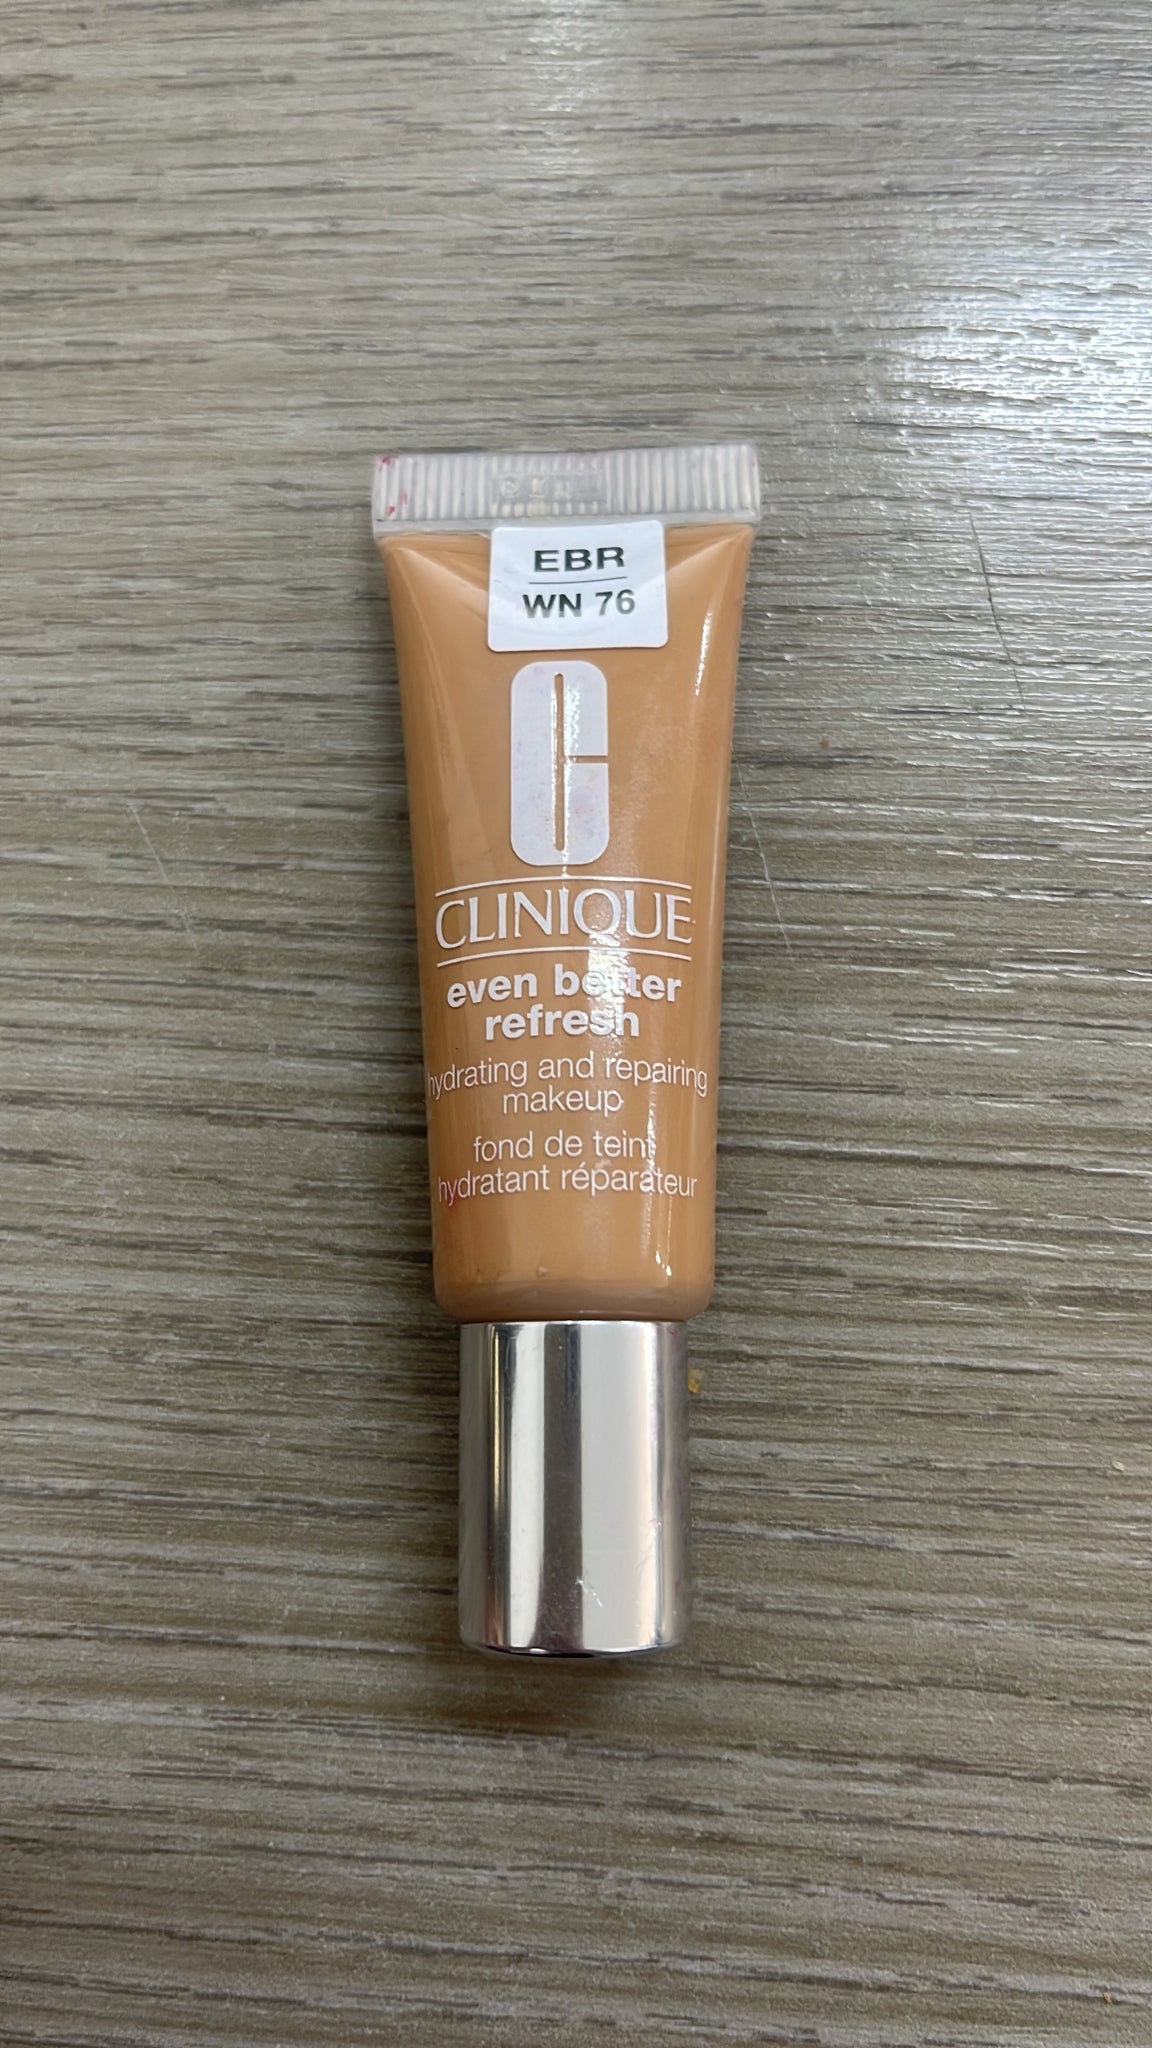 EBR
WN 76
C
CLINIQUE
even better
refresh
hydrating and repairing
makeup
fond de teint
hydratant réparateur